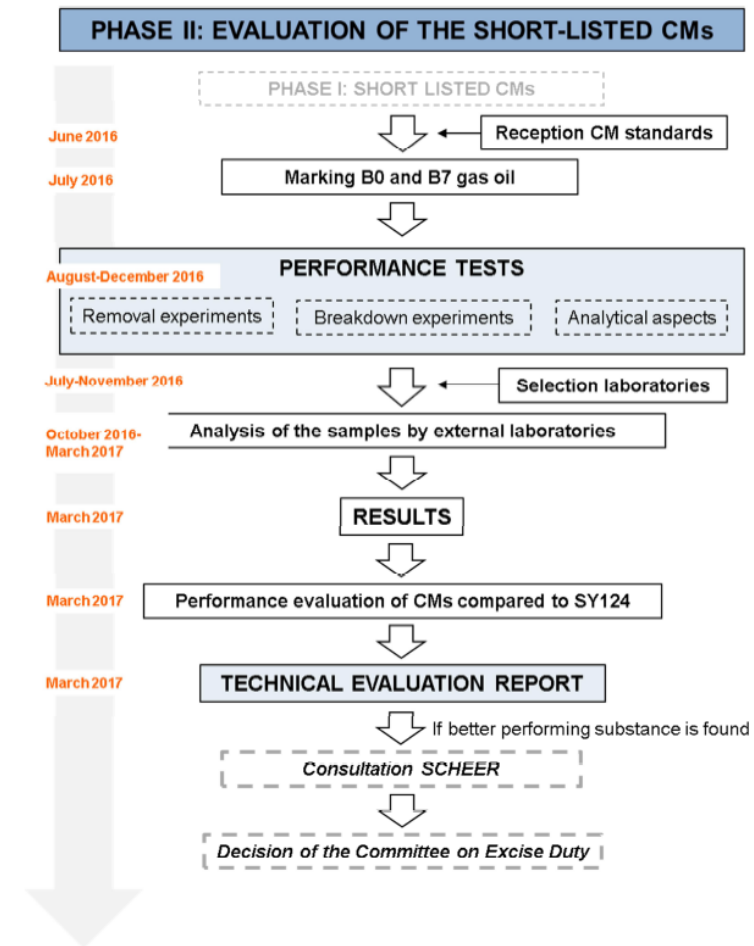 PHASE II: EVALUATION OF THE SHORT-LISTED CMs
PHASE I: SHORT LISTED CMs
June 2016
Reception CM standards
July 2016
Marking B0 and B7 gas oil
PERFORMANCE TESTS
August-December 2016
Removal experiments
Breakdown experiments
Analytical aspects
July-November 2016
Selection laboratories
October 2016-
March 2017
Analysis of the samples by external laboratories
March 2017
RESULTS
March 2017
Performance evaluation of CMs compared to SY124
March 2017
TECHNICAL EVALUATION REPORT
If better performing substance is found
Consultation SCHEER
Decision of the Committee on Excise Duty